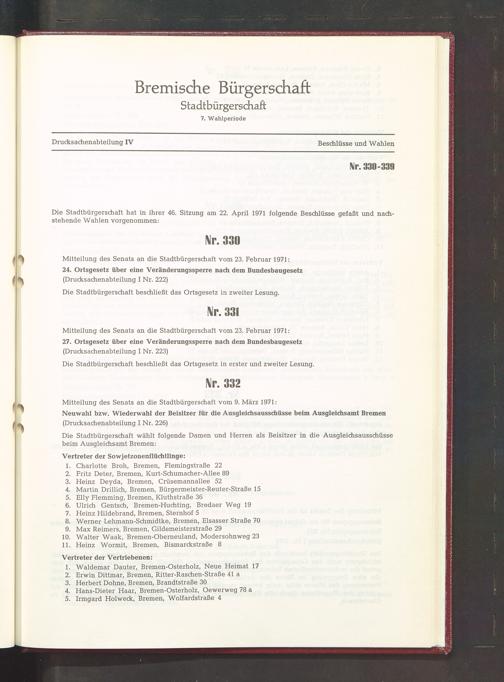 Bremische Bürgerschaft
Stadtbürgerschaft
7. Wahlperiode
Drucksachenabteilung IV Beschlüsse und Wahlen
Nr. 330-339
Die Stadtbürgerschaft hat in ihrer 46. Sitzung am 22. April 1971 folgende Beschlüsse gefaßt und nach-
stehende Wahlen vorgenommen:
Nr. 330
Mitteilung des Senats an die Stadtbürgerschaft vom 23. Februar 1971:
24. Ortsgesetz über eine Veränderungssperre nach dem Bundesbaugesetz
(Drucksachenabteilung I Nr. 222)
Die Stadtbürgerschaft beschließt das Ortsgesetz in zweiter Lesung.
Nr. 331
Mitteilung des Senats an die Stadtbürgerschaft vom 23. Februar 1971:
27. Ortsgesetz über eine Veränderungssperre nach dem Bundesbaugesetz
(Drucksachenabteilung I Nr. 223)
Die Stadtbürgerschaft beschließt das Ortsgesetz in erster und zweiter Lesung.
Nr. 332
Mitteilung des Senats an die Stadtbürgerschaft vom 9. März 1971:
Neuwahl bzw. Wiederwahl der Beisitzer für die Ausgleichsausschüsse beim Ausgleichsamt Bremen
(Drucksachenabteilung I Nr. 226)
Die Stadtbürgerschaft wählt folgende Damen und Herren als Beisitzer in die Ausgleichsausschüsse
beim Ausgleichsamt Bremen:
Vertreter der Sowjetzonenflüchtlinge:
1. Charlotte Broh, Bremen, Flemingstraße 22
2. Fritz Deter, Bremen, Kurt-Schumacher-Allee 89
3. Heinz Deyda, Bremen, Crüsemannallee 52
4. Martin Drillich, Bremen, Bürgermeister-Reuter-Straße 15
5. Elly Flemming, Bremen, Kluthstraße 36
6. Ulrich Gentsch, Bremen-Huchting, Bredaer Weg 19
7. Heinz Hildebrand, Bremen, Sternhof 5
8. Werner Lehmann-Schmidtke, Bremen, Elsasser Straße 70
9. Max Reimers, Bremen, Gildemeisterstraße 29
10. Walter Waak, Bremen-Oberneuland, Modersohnweg 23
11. Heinz Wormit, Bremen, Bismarckstraße 8
Vertreter der Vertriebenen:
1. Waldemar Dauter, Bremen-Osterholz, Neue Heimat 17
2. Erwin Dittmar, Bremen, Ritter-Raschen-Straße 41 a
3. Herbert Dohne, Bremen, Brandtstraße 30
4. Hans-Dieter Haar, Bremen-Osterholz, Oewerweg 78 a
5. Irmgard Holweck, Bremen, Wolfardstraße 4